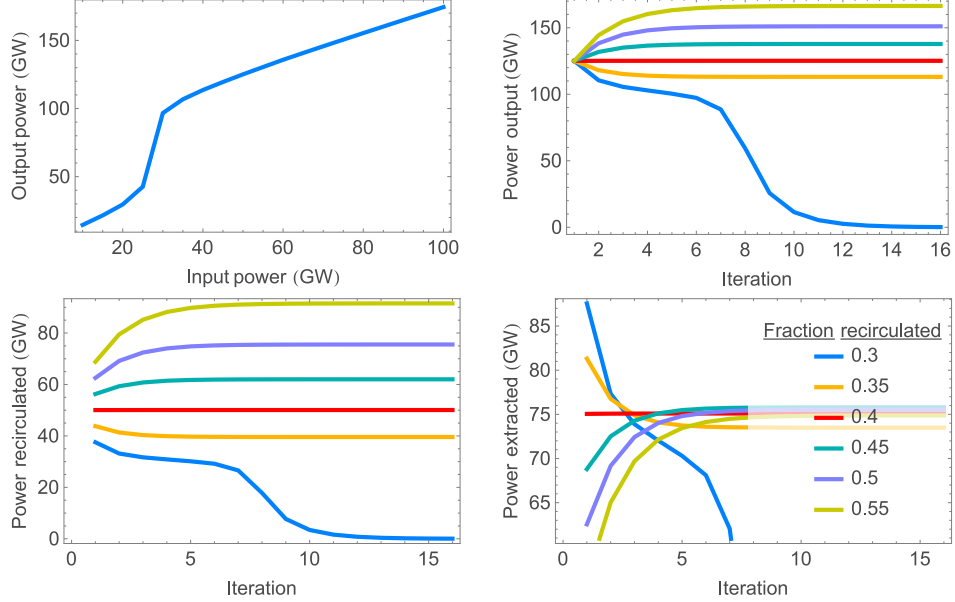 Output power (GW)
150
100
50
20 40 60 80 100
Input power (GW)
Power output (GW)
150
100
50
0
2 4 6 8 10 12 14 16
Iteration
Power recirculated (GW)
80
60
40
20
0
0 5 10 15
Iteration
Power extracted (GW)
85
80
75
70
65
0 5 10 15
Iteration
Fraction recirculated
0.3
0.35
0.4
0.45
0.5
0.55